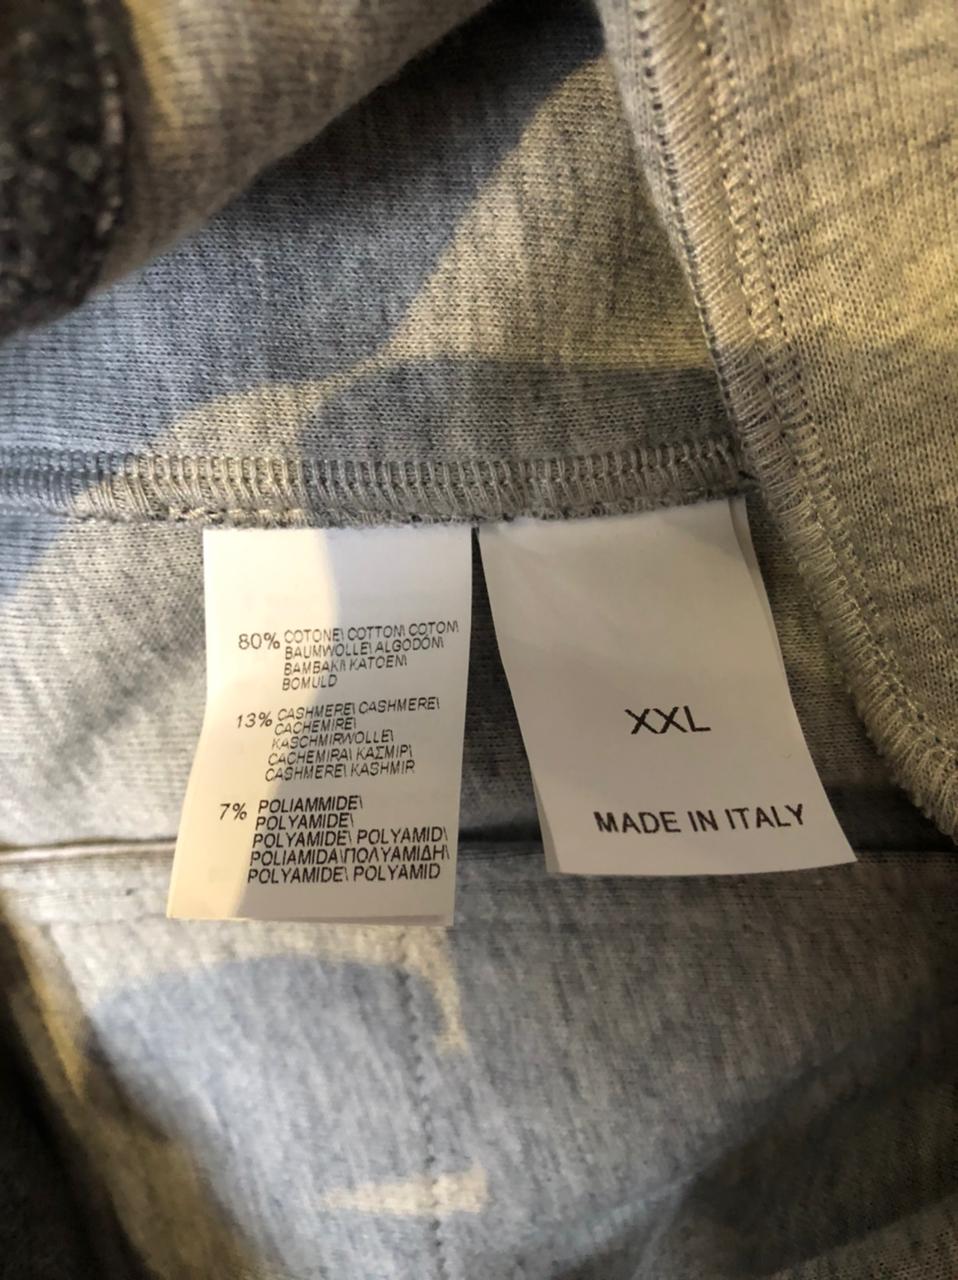 80% COTONE\ COTTON\ COTON\
BAUMWOLLE\ ALGODÓN\
BAMBAKI\ KATOEN\
BOMULD
13% CASHMERE\ CASHMERE\
CACHEMIRE\
KASCHMIRWOLLE\
CACHEMIRA\ ΚΑΣΜΙΡ\
CASHMERE\ KASHMIR
7% POLIAMMIDE\
POLYAMIDE\
POLYAMIDE\ POLYAMID\
POLIAMIDA\ΠΟΛΥΑΜΙΔΗ\
POLYAMIDE\ POLYAMID
XXL
MADE IN ITALY